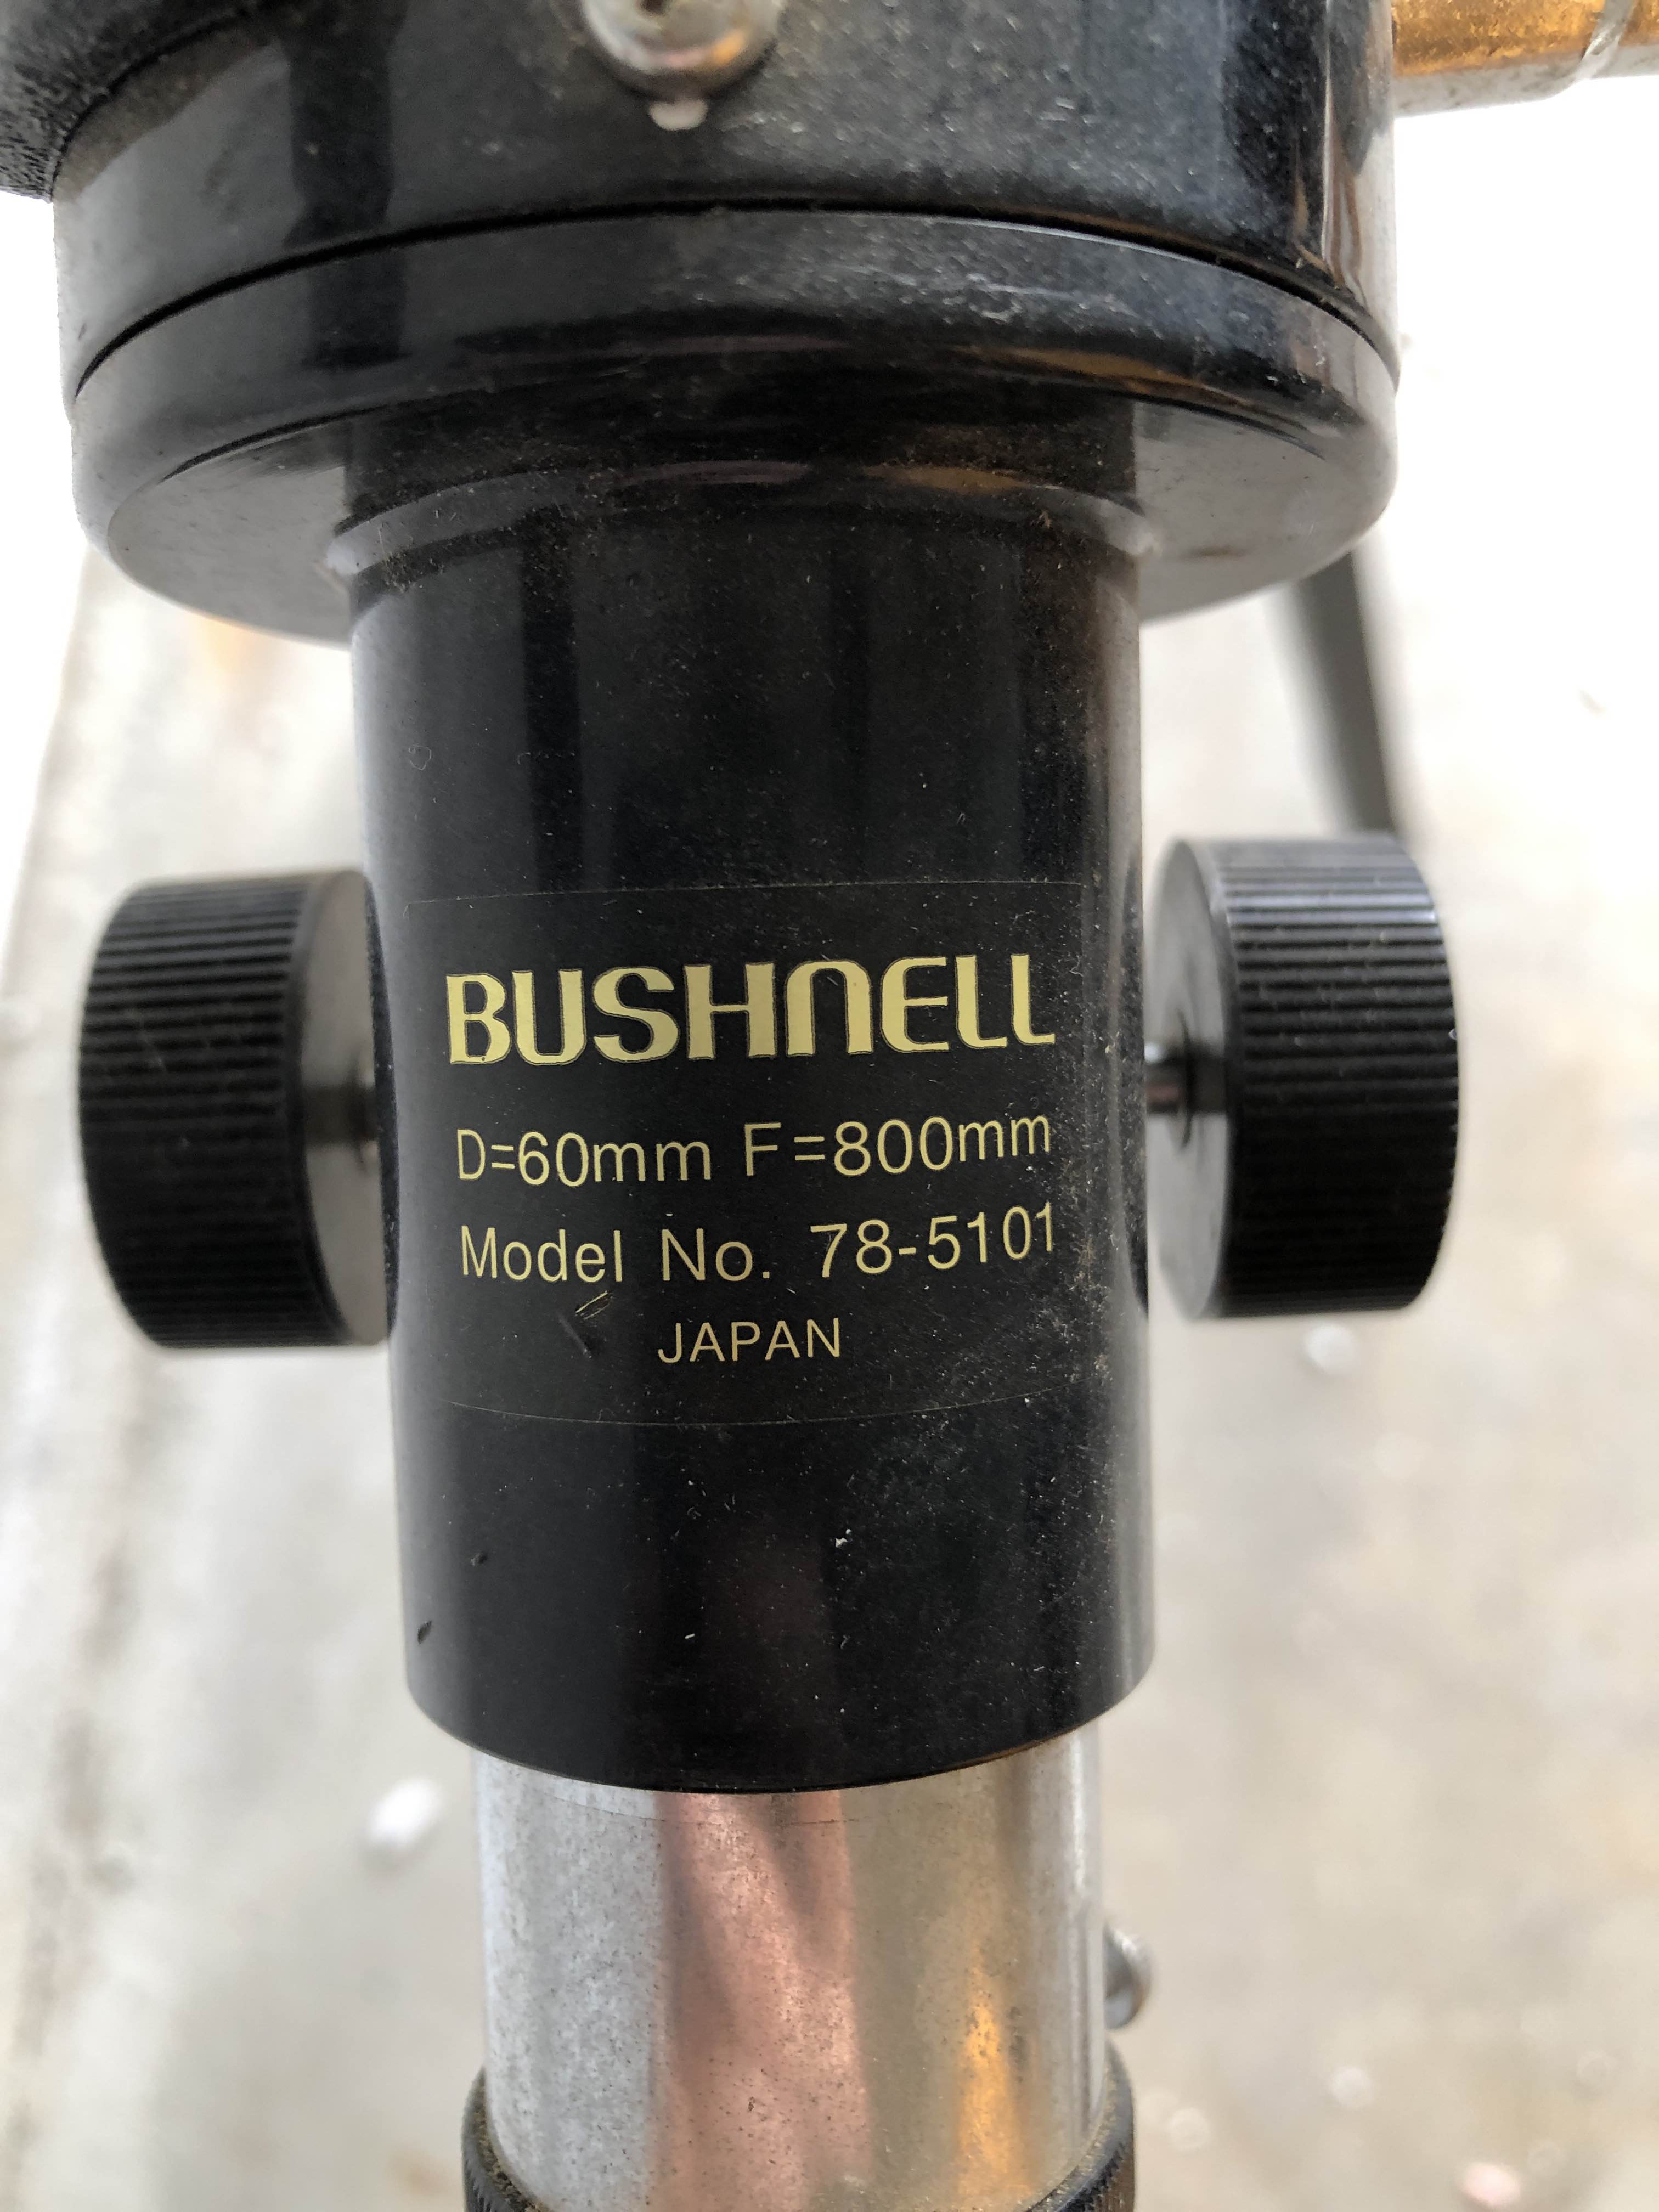 BUSHNELL
D=60mm F=800mm
Model No. 78-5101
JAPAN